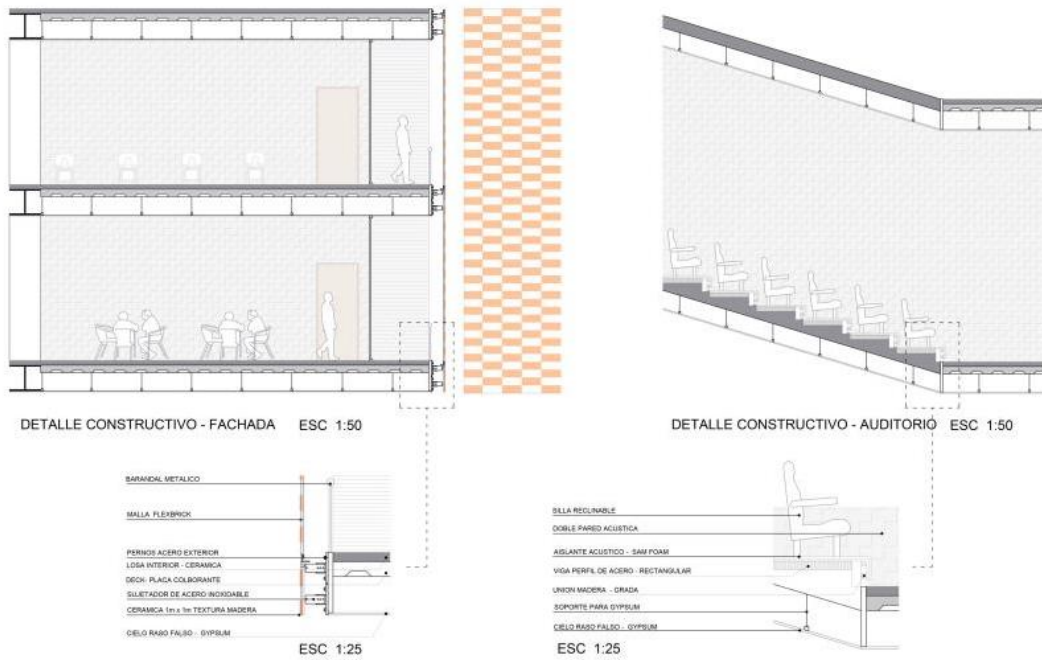 DETALLE CONSTRUCTIVO - FACHADA ESC 1:50
DETALLE CONSTRUCTIVO - AUDITORIO ESC 1:50
BARANDAL METALICO
MALLA FLEXBRICK
PERNOS ACERO EXTERIOR
LOSA INTERIOR - CERAMICA
DECK- PLACA COLBORANTE
SUJETADOR DE ACERO INOXIDABLE
CERAMICA 1m x 1m TEXTURA MADERA
CIELO RASO FALSO - GYPSUM
ESC 1:25
SILLA RECLINABLE
DOBLE PARED ACUSTICA
AISLANTE ACUSTICO - SAM FOAM
VIGA PERFIL DE ACERO - RECTANGULAR
UNION MADERA - GRADA
SOPORTE PARA GYPSUM
CIELO RASO FALSO - GYPSUM
ESC 1:25